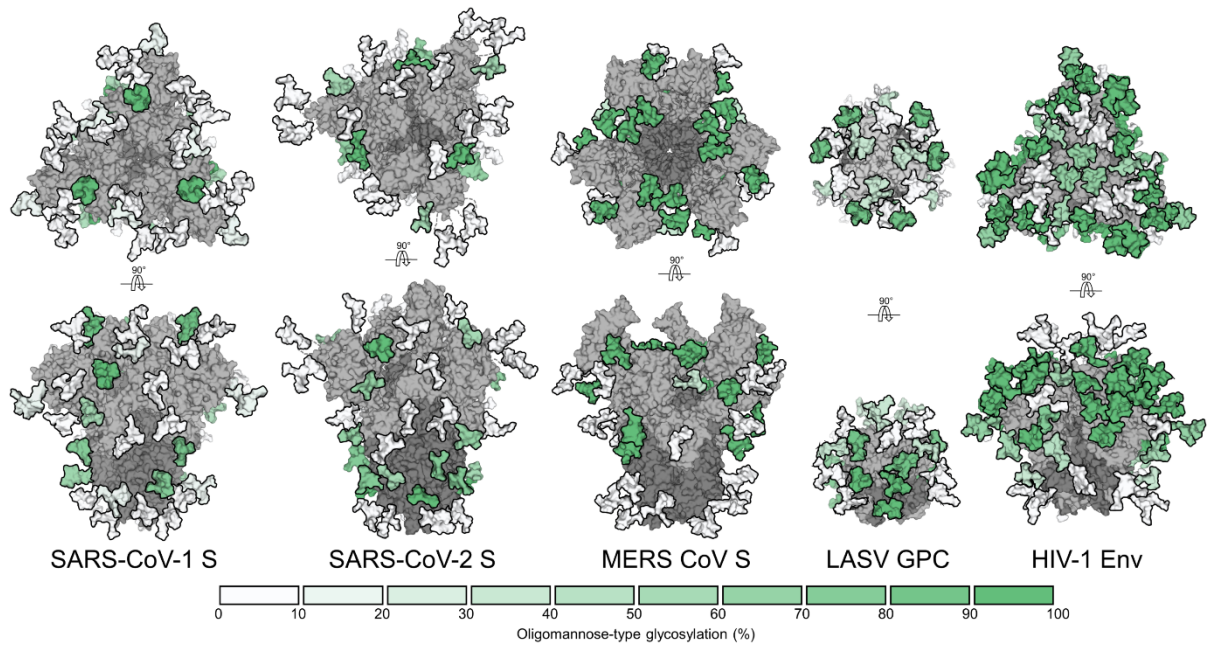 90°
90°
90°
90°
90°
SARS-CoV-1 S
SARS-CoV-2 S
MERS CoV S
LASV GPC
HIV-1 Env
0 10 20 30 40 50 60 70 80 90 100
Oligomannose-type glycosylation (%)